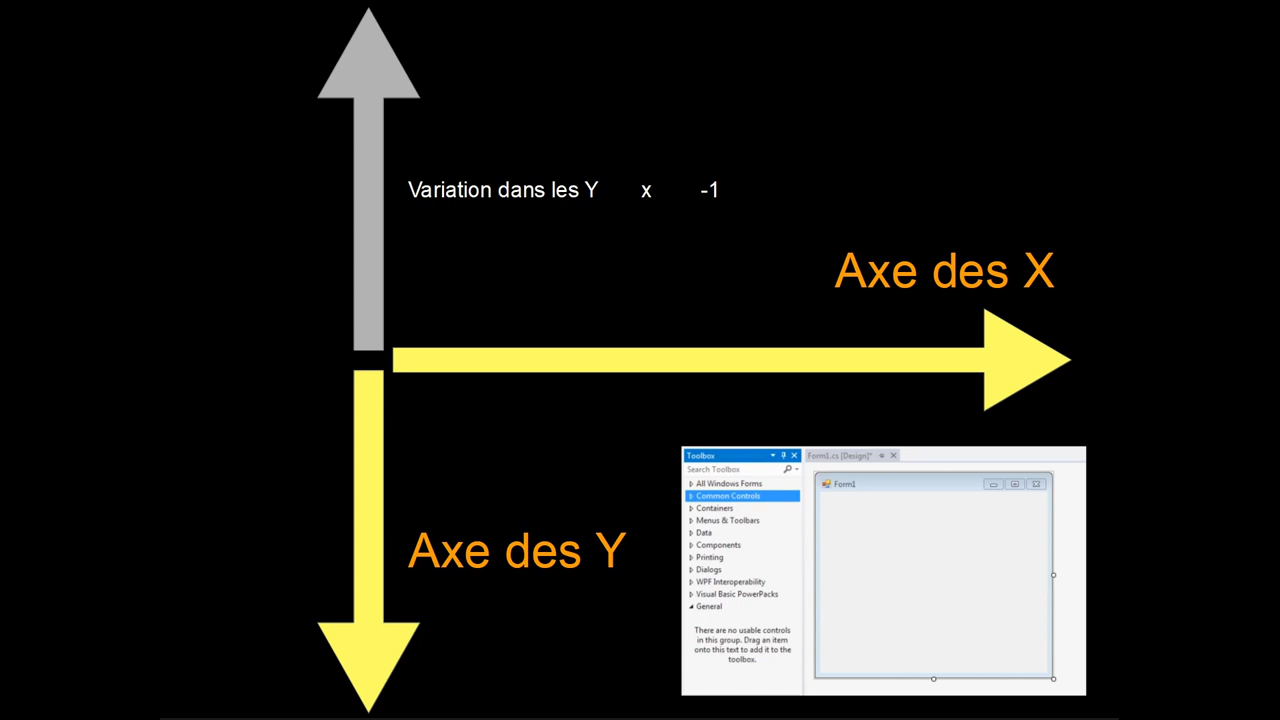 Variation dans les Y x -1
Axe des X
Axe des Y
Toolbox
Search Toolbox
All Windows Forms
Common Controls
Containers
Menus & Toolbars
Data
Components
Printing
Dialogs
WPF Interoperability
Visual Basic PowerPacks
General
There are no usable controls
in this group. Drag an item
onto this text to add it to the
toolbox.
Form1.cs [Design]*
Form1